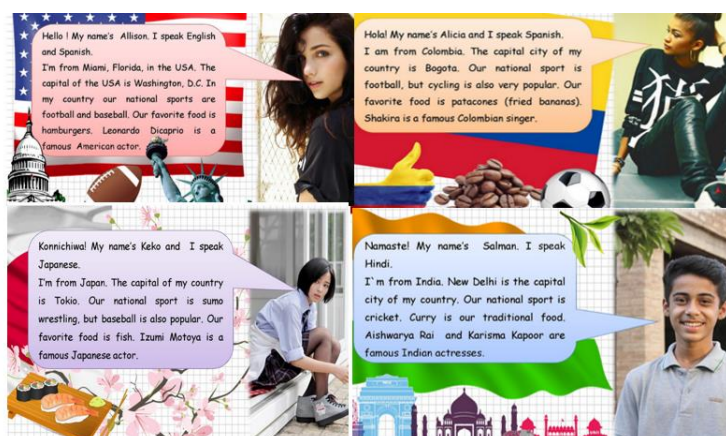 Hello ! My name's Allison. I speak English
and Spanish.
I'm from Miami, Florida, in the USA. The
capital of the USA is Washington, D.C. In
my country our national sports are
football and baseball. Our favorite food is
hamburgers. Leonardo Dicaprio is a
famous American actor.
Hola! My name's Alicia and I speak Spanish.
I am from Colombia. The capital city of my
country is Bogota. Our national sport is
football, but cycling is also very popular. Our
favorite food is patacones (fried bananas).
Shakira is a famous Colombian singer.
Konnichiwa! My name's Keko and I speak
Japanese.
I'm from Japan. The capital of my country
is Tokio. Our national sport is sumo
wrestling, but baseball is also popular. Our
favorite food is fish. Izumi Motoya is a
famous Japanese actor.
Namaste! My name's Salman. I speak
Hindi.
I`m from India. New Delhi is the capital
city of my country. Our national sport is
cricket. Curry is our traditional food.
Aishwarya Rai and Karisma Kapoor are
famous Indian actresses.